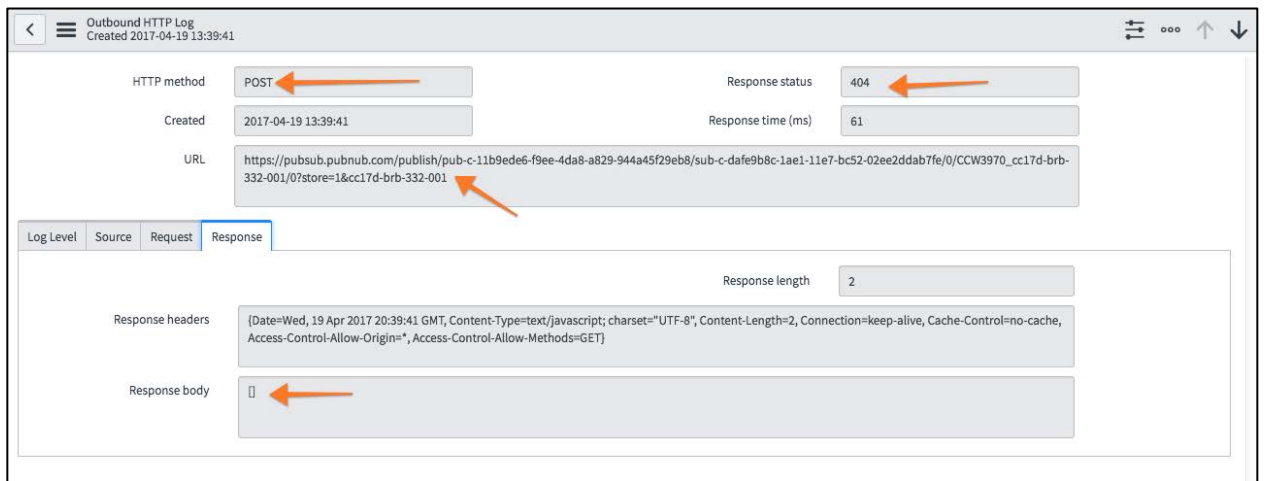 Outbound HTTP Log
Created 2017-04-19 13:39:41
HTTP method
POST
Response status
404
Created
2017-04-19 13:39:41
Response time (ms)
61
URL
https://pubsub.pubnub.com/publish/pub-c-11b9ede6-f9ee-4da8-a829-944a45f29eb8/sub-c-dafe9b8c-1ae1-11e7-bc52-02ee2ddab7fe/0/CCW3970_cc17d-brb-
332-001/0?store=1&cc17d-brb-332-001
Log Level Source Request Response
Response length
2
Response headers
{Date=Wed, 19 Apr 2017 20:39:41 GMT, Content-Type=text/javascript; charset="UTF-8", Content-Length=2, Connection=keep-alive, Cache-Control=no-cache,
Access-Control-Allow-Origin=*, Access-Control-Allow-Methods=GET}
Response body
[]